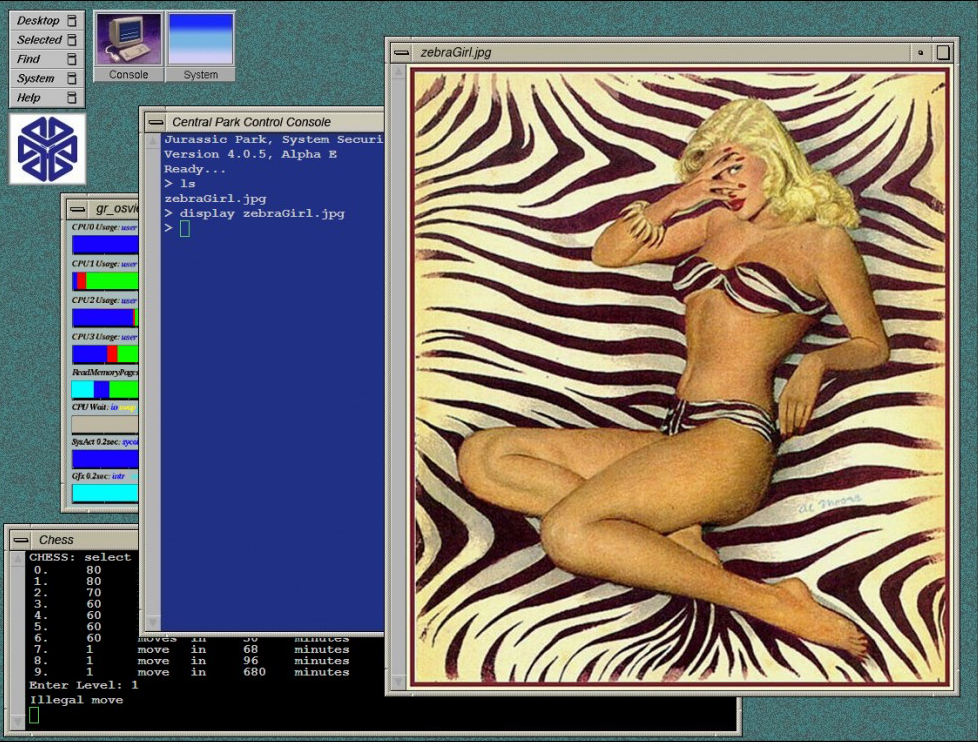 Desktop
Selected
Find
System
Help
Console
System
zebraGirl.jpg
Central Park Control Console
Jurassic Park, System Securi
Version 4.0.5, Alpha E
Ready...
> ls
zebraGirl.jpg
> display zebraGirl.jpg
>
gr_osvie
CPU0 Usage: user
CPU1 Usage: user
CPU2 Usage: user
CPU3 Usage: user
ReadMemoryPages
CPU Wait: io
SysAct 0.2sec: sysca
Gfx 0.2sec: intr
Al Moore
Chess
CHESS: select
0. 80
1. 80
2. 70
3. 60
4. 60
5. 60
6. 60 moves in 30 minutes
7. 1 move in 68 minutes
8. 1 move in 96 minutes
9. 1 move in 680 minutes
Enter Level: 1
Illegal move